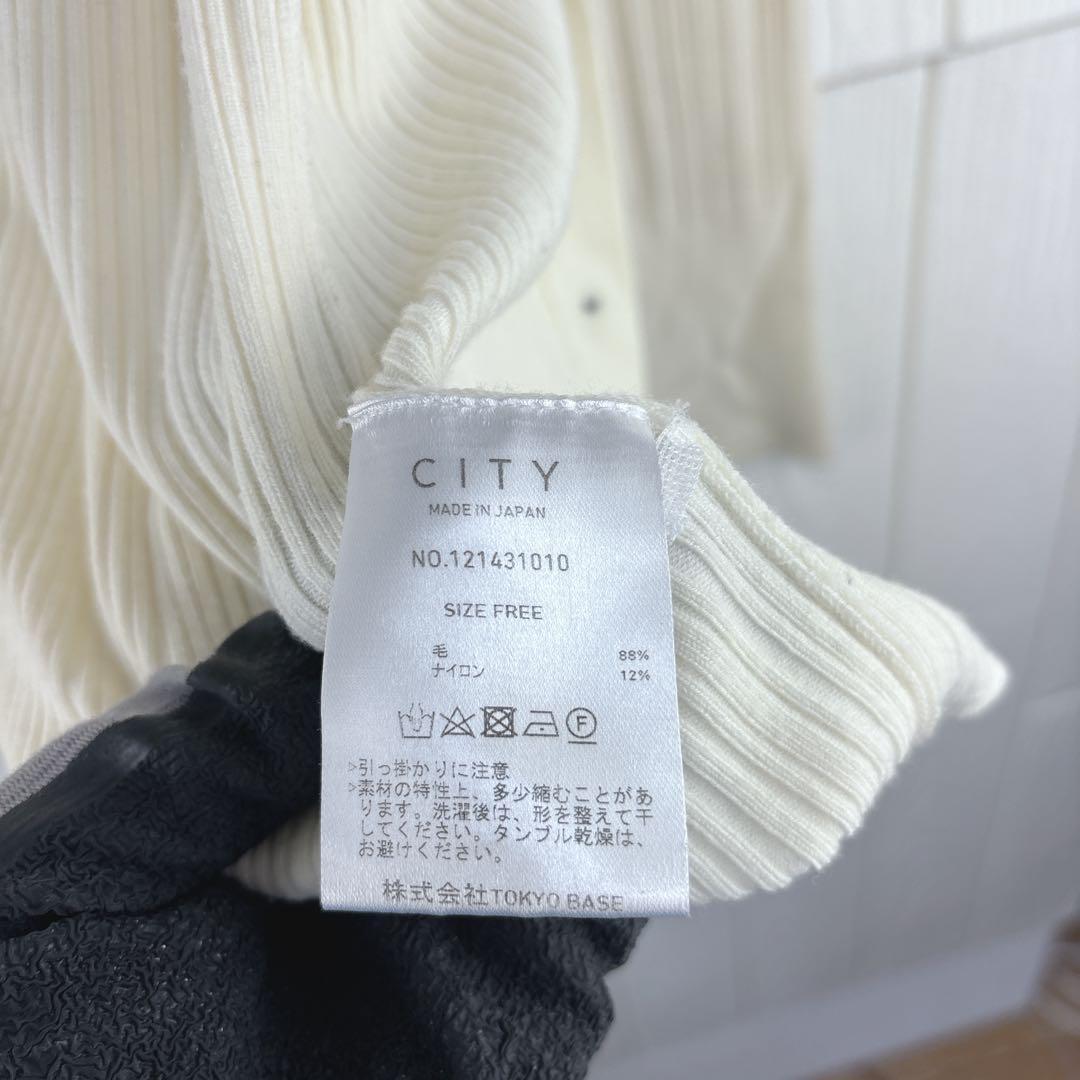 CITY
MADE IN JAPAN
NO.121431010
SIZE FREE
毛 88%
ナイロン 12%
F
▷引っ掛かりに注意
▷素材の特性上、多少縮むことがあ
ります。洗濯後は、形を整えて干
してください。タンブル乾燥は、
お避けください。
株式会社TOKYO BASE